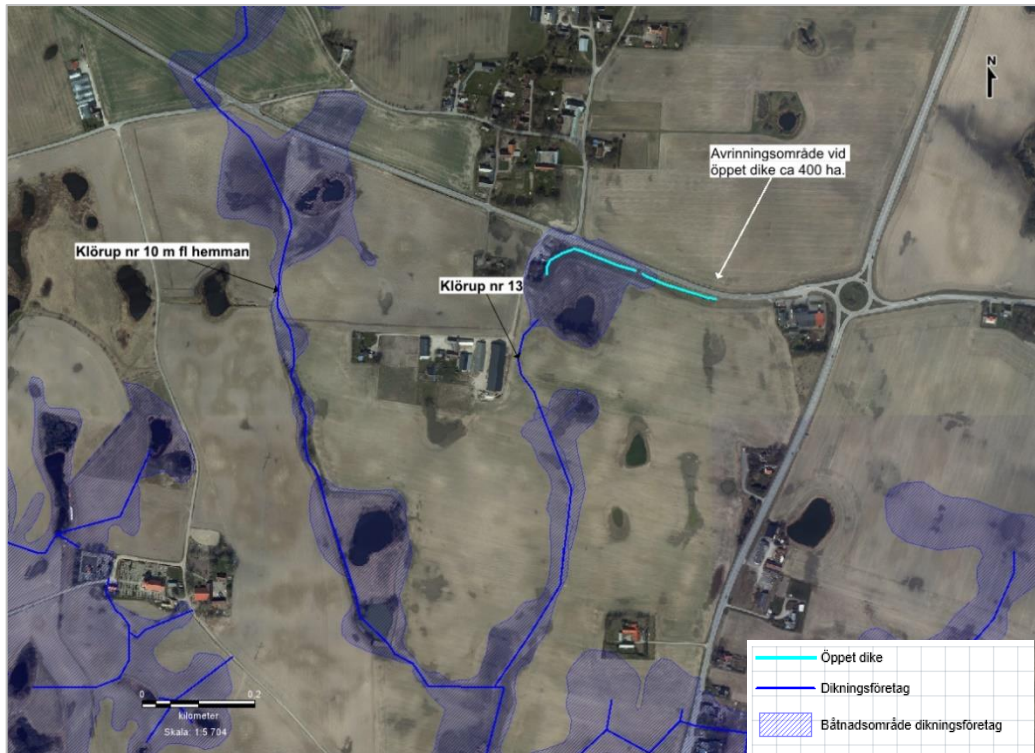 N
Avrinningsområde vid
öppet dike ca 400 ha.
Klörup nr 10 m fl hemman
Klörup nr 13
0 0.2
kilometer
Skala: 1:5 704
Öppet dike
Dikningsföretag
Båtnadsområde dikningsföretag